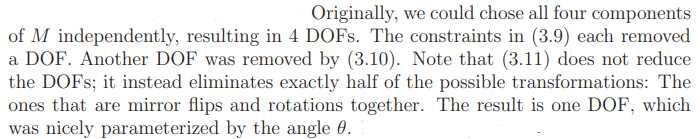 Originally, we could chose all four components
of M independently, resulting in 4 DOFs. The constraints in (3.9) each removed
a DOF. Another DOF was removed by (3.10). Note that (3.11) does not reduce
the DOFs; it instead eliminates exactly half of the possible transformations: The
ones that are mirror flips and rotations together. The result is one DOF, which
was nicely parameterized by the angle θ.